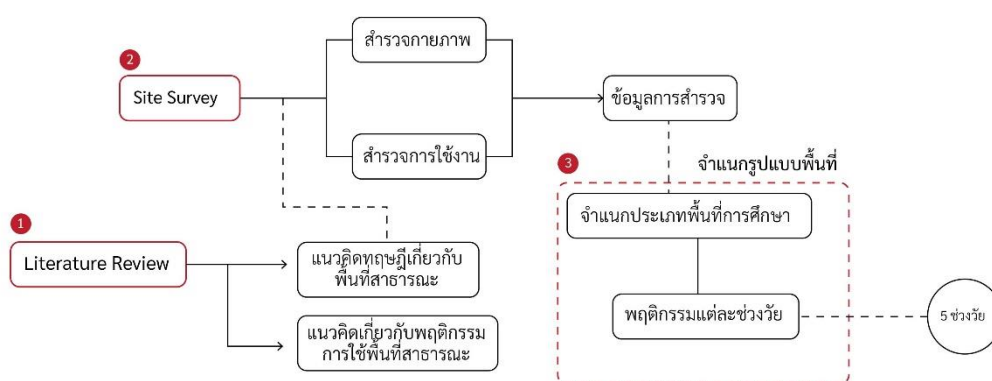 สำรวจกายภาพ
2
Site Survey
ข้อมูลการสำรวจ
สำรวจการใช้งาน
3
จำแนกรูปแบบพื้นที่
จำแนกประเภทพื้นที่การศึกษา
1
Literature Review
แนวคิดทฤษฎีเกี่ยวกับ
พื้นที่สาธารณะ
พฤติกรรมแต่ละช่วงวัย
5 ช่วงวัย
แนวคิดเกี่ยวกับพฤติกรรม
การใช้พื้นที่สาธารณะ